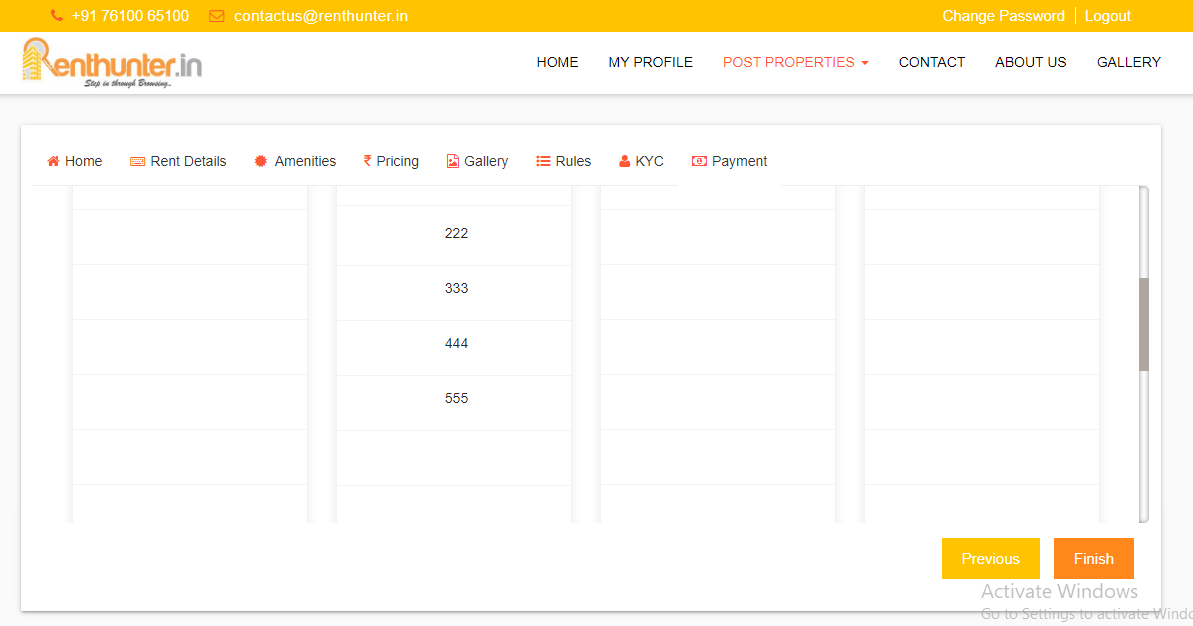 +91 76100 65100 contactus@renthunter.in Change Password Logout
Renthunter.in
Step in through Browsing..
HOME MY PROFILE POST PROPERTIES CONTACT ABOUT US GALLERY
Home Rent Details Amenities ₹ Pricing Gallery Rules KYC Payment
222
333
444
555
Previous Finish
Activate Windows
Go to Settings to activate Windo